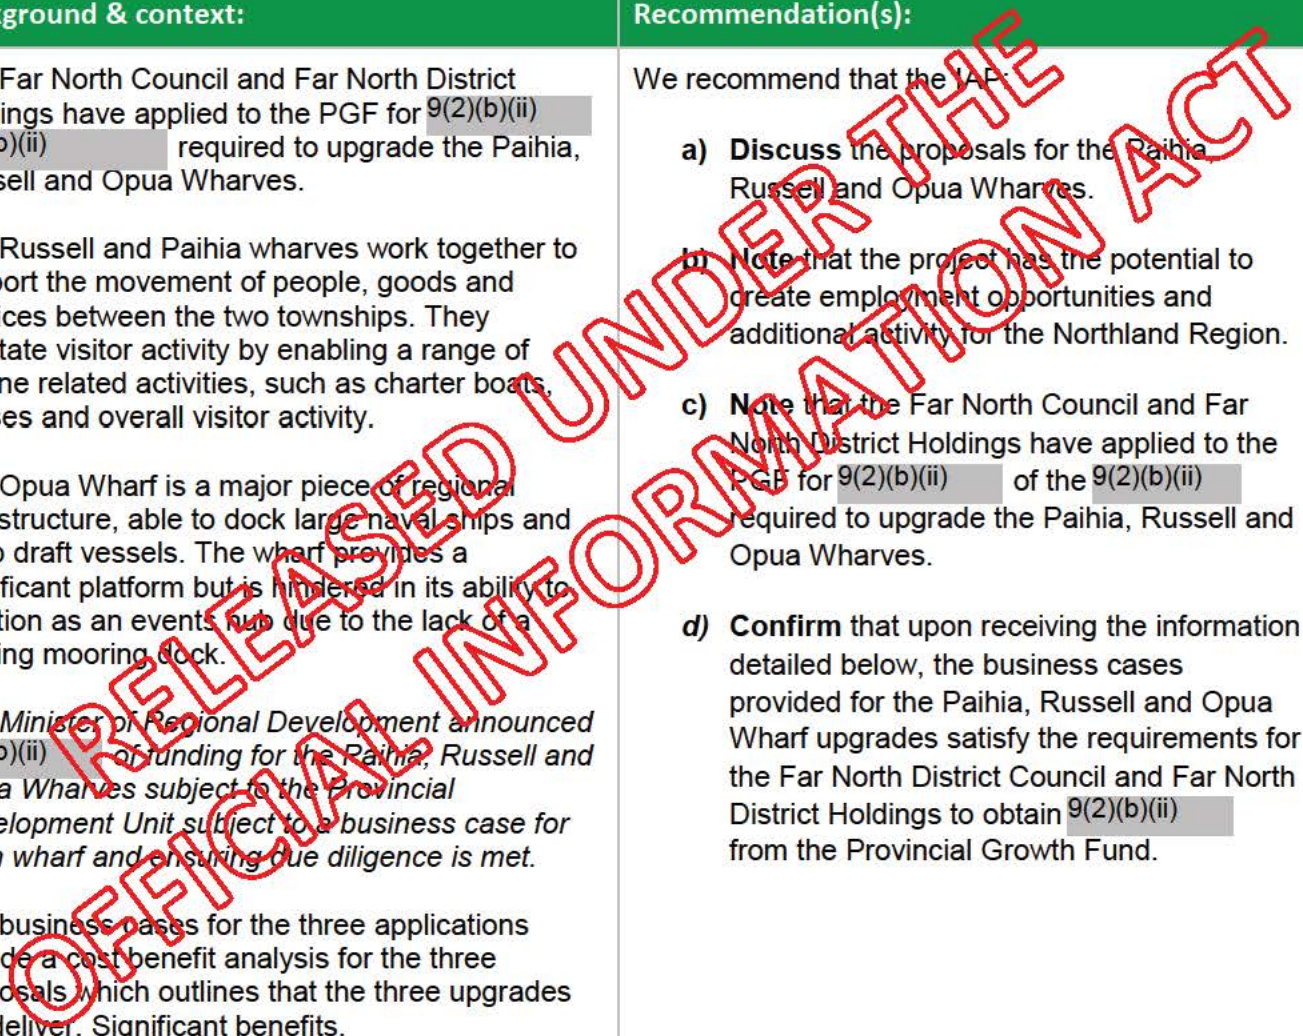 ground & context:
Far North Council and Far North District
ings have applied to the PGF for 9(2)(b)(ii)
b)(ii) required to upgrade the Paihia,
sell and Opua Wharves.
Russell and Paihia wharves work together to
port the movement of people, goods and
ices between the two townships. They
tate visitor activity by enabling a range of
ne related activities, such as charter boats,
ses and overall visitor activity.
Opua Wharf is a major piece of regional
structure, able to dock large naval ships and
p draft vessels. The wharf provides a
ficant platform but is hindered in its ability to
tion as an events hub due to the lack of a
ing mooring dock.
Minister of Regional Development announced
b)(ii) of funding for the Paihia, Russell and
a Wharves subject to the Provincial
elopment Unit subject to a business case for
h wharf and ensuring due diligence is met.
business cases for the three applications
de a cost benefit analysis for the three
osals which outlines that the three upgrades
deliver. Significant benefits.
Recommendation(s):
We recommend that the IAP:
a) Discuss the proposals for the Paihia,
Russell and Opua Wharves.
b) Note that the project has the potential to
create employment opportunities and
additional activity for the Northland Region.
c) Note that the Far North Council and Far
North District Holdings have applied to the
PGF for 9(2)(b)(ii) of the 9(2)(b)(ii)
required to upgrade the Paihia, Russell and
Opua Wharves.
d) Confirm that upon receiving the information
detailed below, the business cases
provided for the Paihia, Russell and Opua
Wharf upgrades satisfy the requirements for
the Far North District Council and Far North
District Holdings to obtain 9(2)(b)(ii)
from the Provincial Growth Fund.
RELEASED UNDER THE
OFFICIAL INFORMATION ACT